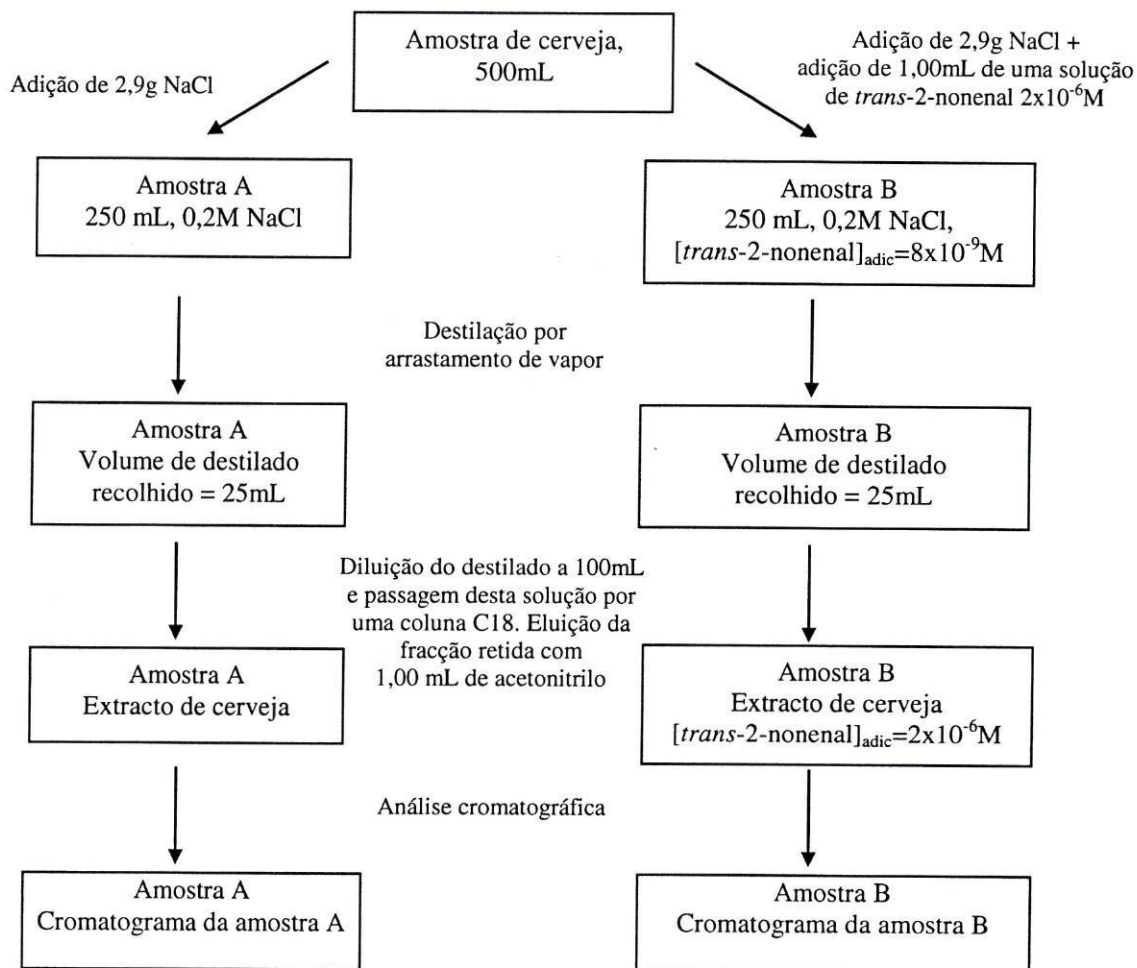 Amostra de cerveja,
500mL
Adição de 2,9g NaCl
Adição de 2,9g NaCl +
adição de 1,00mL de uma solução
de trans-2-nonenal 2x10⁻⁶M
Amostra A
250 mL, 0,2M NaCl
Amostra B
250 mL, 0,2M NaCl,
[trans-2-nonenal]adic=8x10⁻⁹M
Destilação por
arrastamento de vapor
Amostra A
Volume de destilado
recolhido = 25mL
Amostra B
Volume de destilado
recolhido = 25mL
Diluição do destilado a 100mL
e passagem desta solução por
uma coluna C18. Eluição da
fracção retida com
1,00 mL de acetonitrilo
Amostra A
Extracto de cerveja
Amostra B
Extracto de cerveja
[trans-2-nonenal]adic=2x10⁻⁶M
Análise cromatográfica
Amostra A
Cromatograma da amostra A
Amostra B
Cromatograma da amostra B